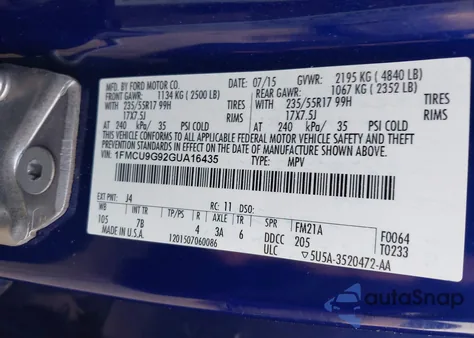 MFD. BY FORD MOTOR CO. 07/15 GVWR: 2195 KG ( 4840 LB)
FRONT GAWR: 1134 KG ( 2500 LB) REAR GAWR: 1067 KG ( 2352 LB)
WITH WITH
235/55R17 99H TIRES 235/55R17 99H TIRES
17X7.5J RIMS 17X7.5J RIMS
AT 240 kPa/ 35 PSI COLD AT 240 kPa/ 35 PSI COLD
THIS VEHICLE CONFORMS TO ALL APPLICABLE FEDERAL MOTOR VEHICLE SAFETY AND THEFT PREVENTION STANDARDS IN EFFECT ON THE DATE OF MANUFACTURE SHOWN ABOVE.
VIN: 1FMCU9G92GUA16435 TYPE: MPV
EXT PNT: J4 RC: 11 DSO:
WB INT TR TP/PS R AXLE TR SPR FM21A F0064
105 7B 4 3A 6 DDCC 205 T0233
MADE IN U.S.A. 1201507060086 ULC ▽5U5A-3520472-AA
autoSnap